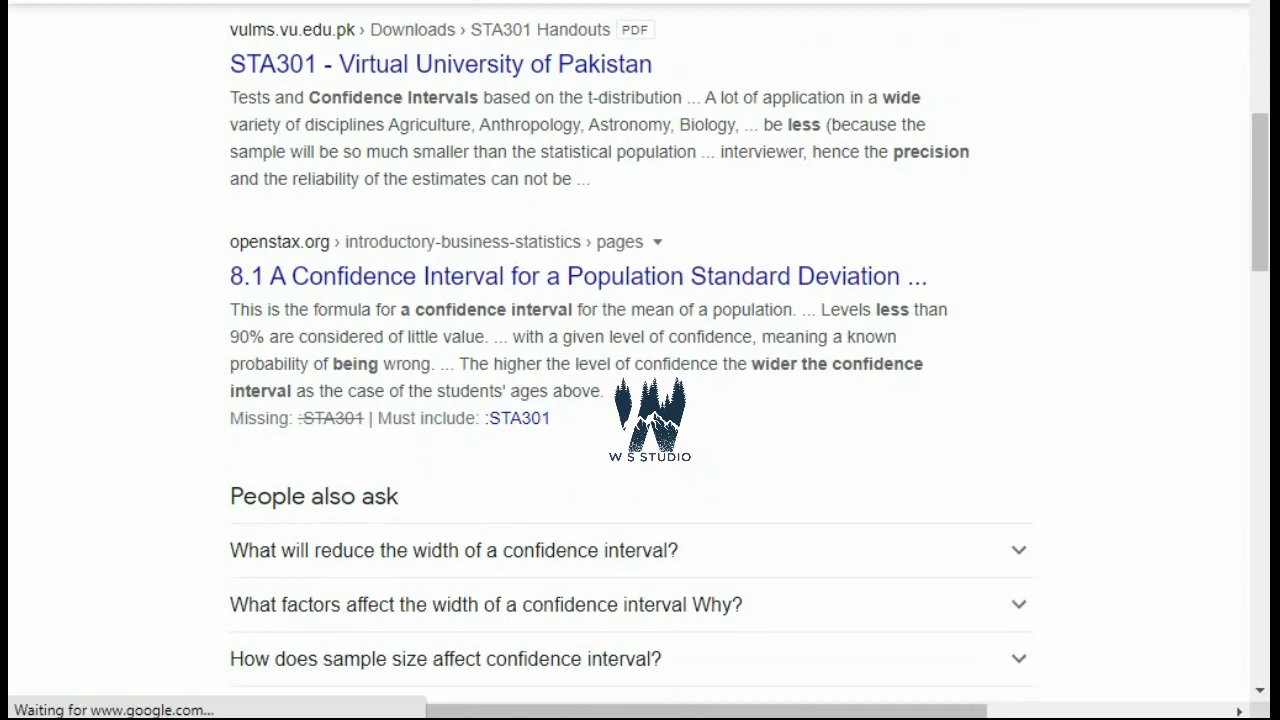 vulms.vu.edu.pk › Downloads › STA301 Handouts PDF
STA301 - Virtual University of Pakistan
Tests and Confidence Intervals based on the t-distribution ... A lot of application in a wide
variety of disciplines Agriculture, Anthropology, Astronomy, Biology, ... be less (because the
sample will be so much smaller than the statistical population ... interviewer, hence the precision
and the reliability of the estimates can not be ...
openstax.org › introductory-business-statistics › pages
8.1 A Confidence Interval for a Population Standard Deviation ...
This is the formula for a confidence interval for the mean of a population. ... Levels less than
90% are considered of little value. ... with a given level of confidence, meaning a known
probability of being wrong. ... The higher the level of confidence the wider the confidence
interval as the case of the students' ages above.
Missing: :STA301 | Must include: :STA301
W S STUDIO
People also ask
What will reduce the width of a confidence interval?
What factors affect the width of a confidence interval Why?
How does sample size affect confidence interval?
Waiting for www.google.com...